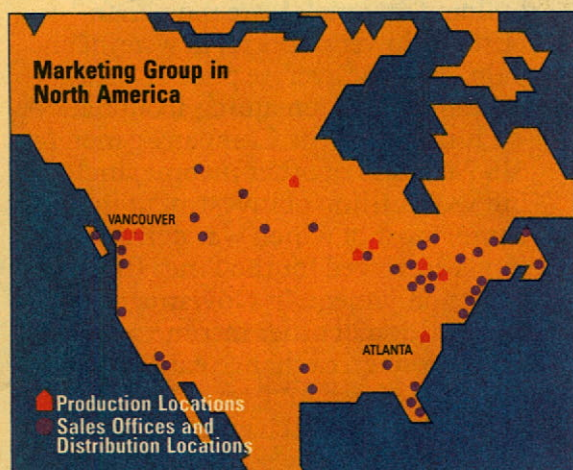 Marketing Group in
North America
VANCOUVER
ATLANTA
Production Locations
Sales Offices and
Distribution Locations